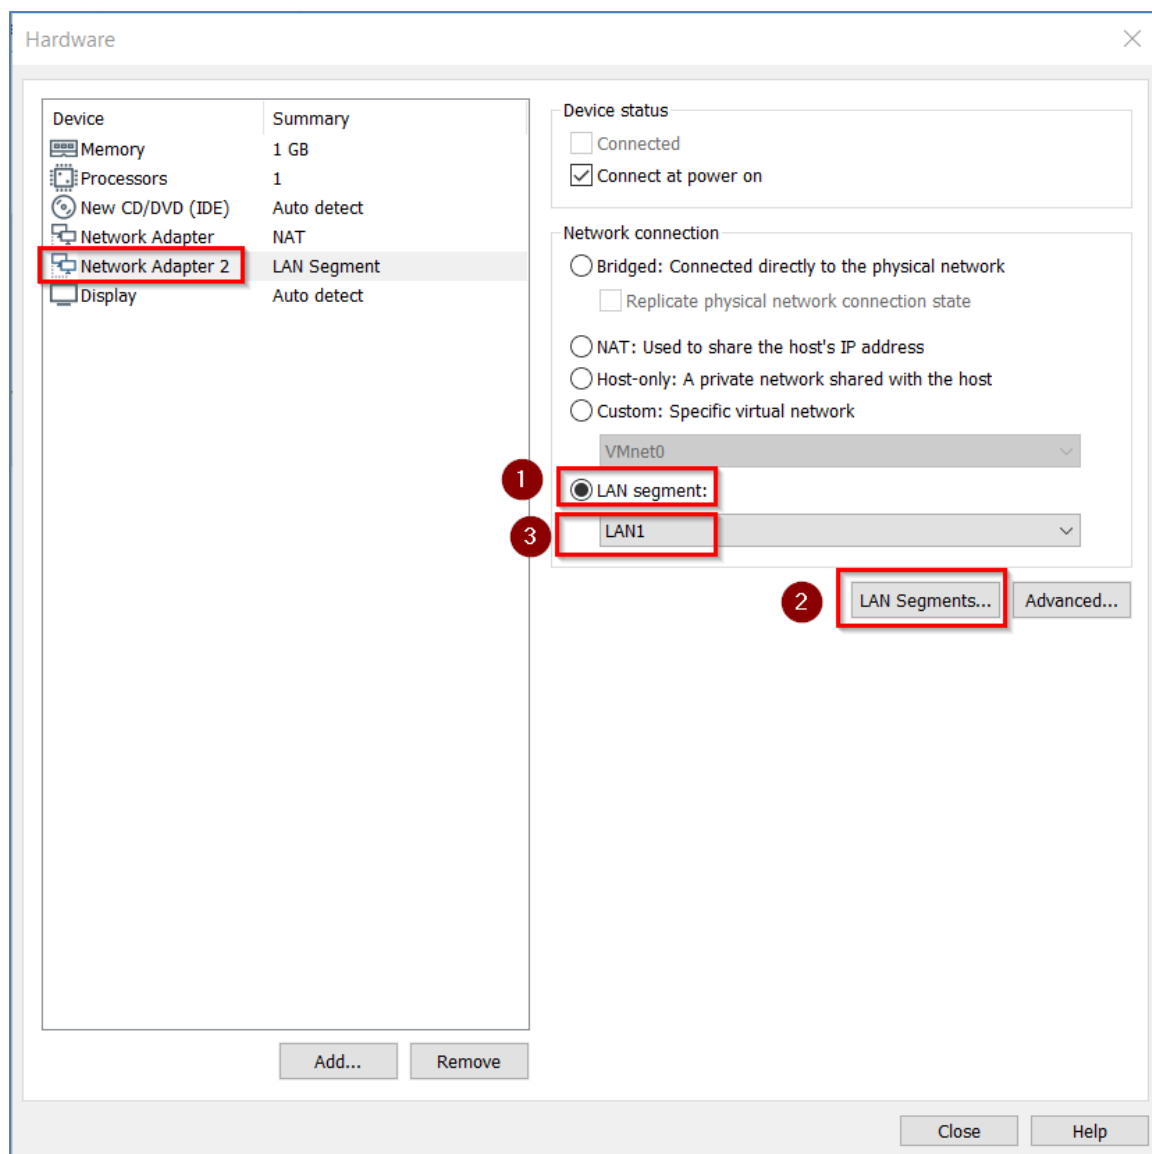 Hardware
Device Summary
Memory 1 GB
Processors 1
New CD/DVD (IDE) Auto detect
Network Adapter NAT
Network Adapter 2 LAN Segment
Display Auto detect
Add... Remove
Device status
Connected
Connect at power on
Network connection
Bridged: Connected directly to the physical network
Replicate physical network connection state
NAT: Used to share the host's IP address
Host-only: A private network shared with the host
Custom: Specific virtual network
VMnet0
1 LAN segment:
3 LAN1
2 LAN Segments... Advanced...
Close Help